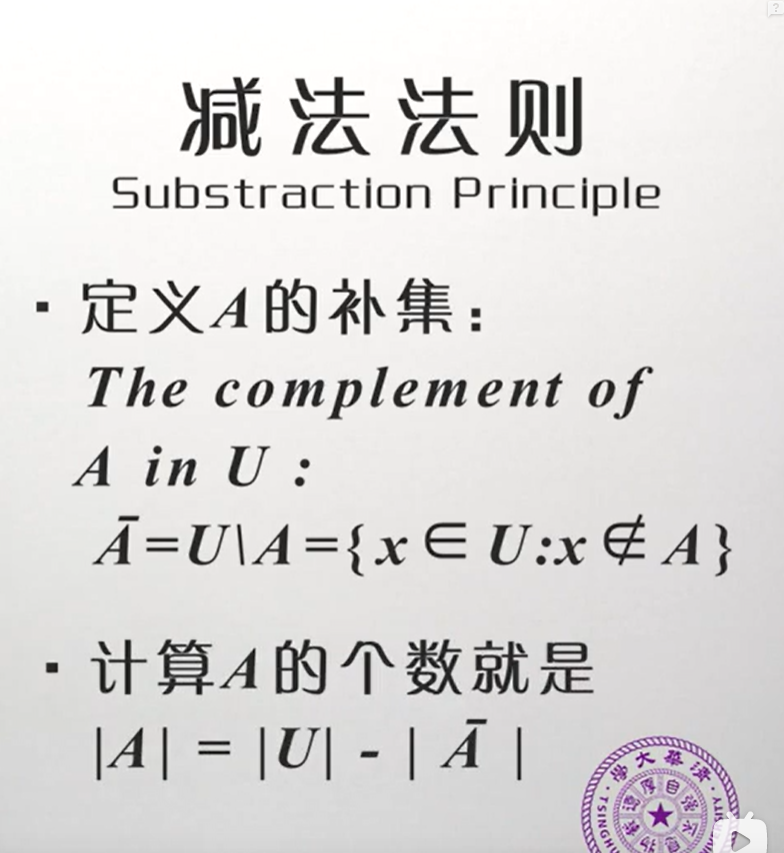 减法法则
Substraction Principle
▪ 定义A的补集：
The complement of
A in U :
Ā=U\A={x∈U:x∉A}
▪ 计算A的个数就是
|A| = |U| - | Ā |